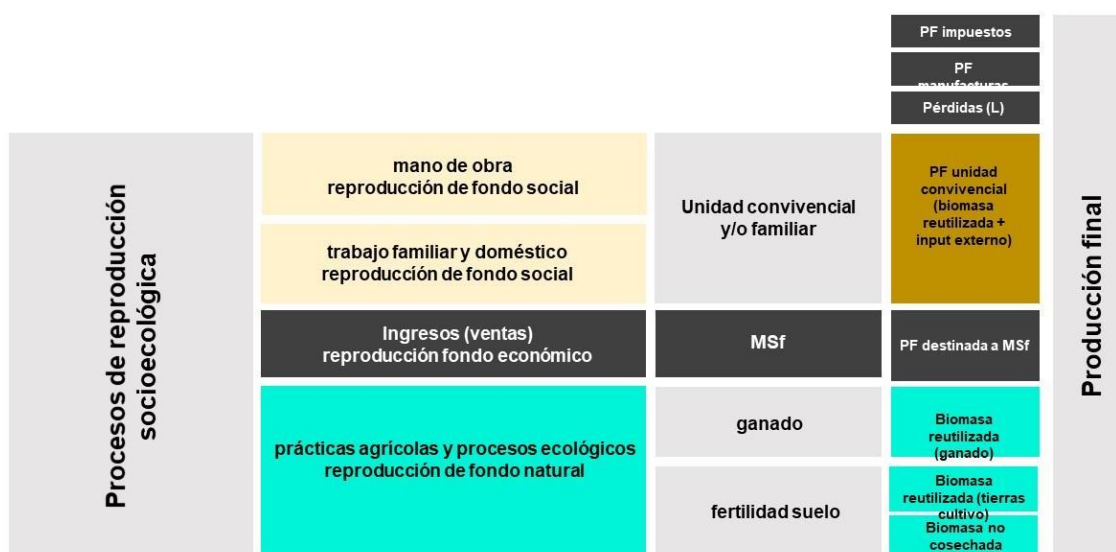 Procesos de reproducción
socioecológica
mano de obra
reproducción de fondo social
trabajo familiar y doméstico
reproducción de fondo social
Ingresos (ventas)
reproducción fondo económico
prácticas agrícolas y procesos ecológicos
reproducción de fondo natural
Unidad convivencial
y/o familiar
MSf
ganado
fertilidad suelo
PF impuestos
PF
manufacturas
Pérdidas (L)
PF unidad
convivencial
(biomasa
reutilizada +
input externo)
PF destinada a MSf
Biomasa
reutilizada
(ganado)
Biomasa
reutilizada (tierras
cultivo)
Biomasa no
cosechada
Producción final